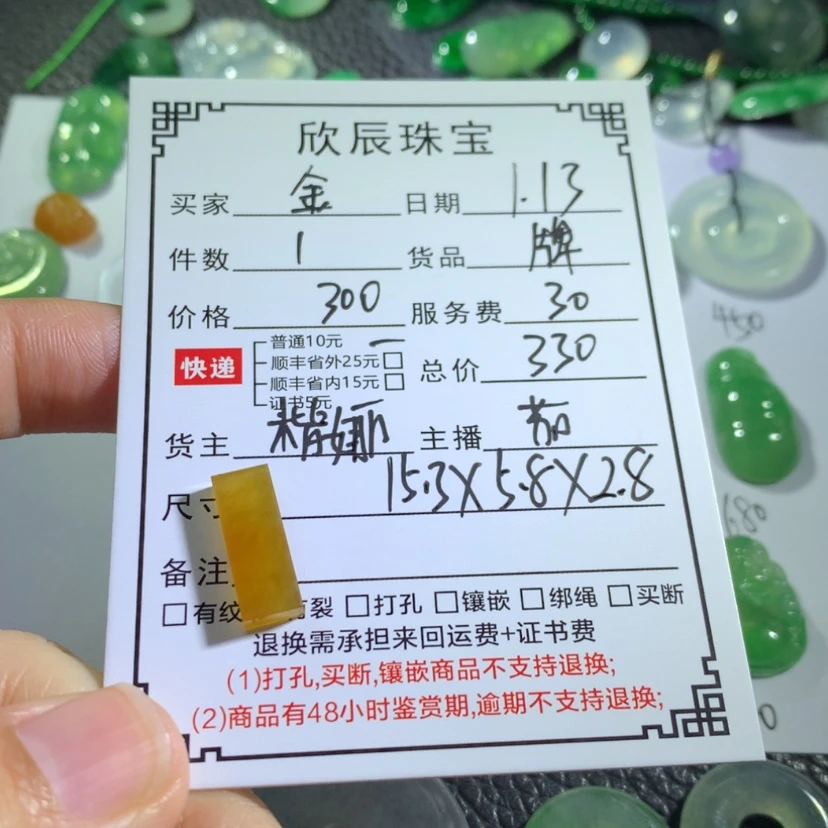 欣辰珠宝
买家 金 日期 1.13
件数 1 货品 牌
价格 300 服务费 30
快递
普通10元
顺丰省外25元□
顺丰省内15元□
证书5元
总价 330
货主 主播 茹
尺寸 15.3X5.8X2.8
备注
□有纹 裂 □打孔 □镶嵌 □绑绳 □买断
退换需承担来回运费+证书费
(1)打孔,买断,镶嵌商品不支持退换;
(2)商品有48小时鉴赏期,逾期不支持退换;
450
680